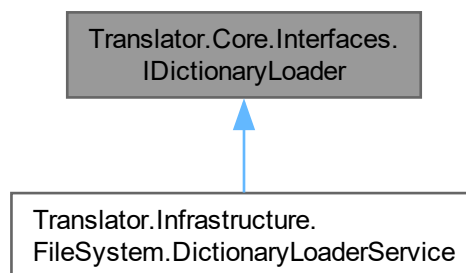 Translator.Core.Interfaces.
IDictionaryLoader
Translator.Infrastructure.
FileSystem.DictionaryLoaderService